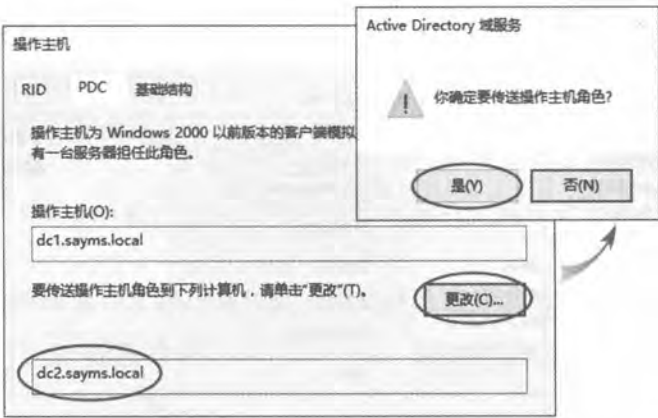 操作主机
RID PDC 基础结构
操作主机为 Windows 2000 以前版本的客户端模拟
有一台服务器担任此角色。
操作主机(O):
dc1.sayms.local
要传送操作主机角色到下列计算机，请单击"更改"(T)。
更改(C)...
dc2.sayms.local
Active Directory 域服务
你确定要传送操作主机角色?
是(Y) 否(N)